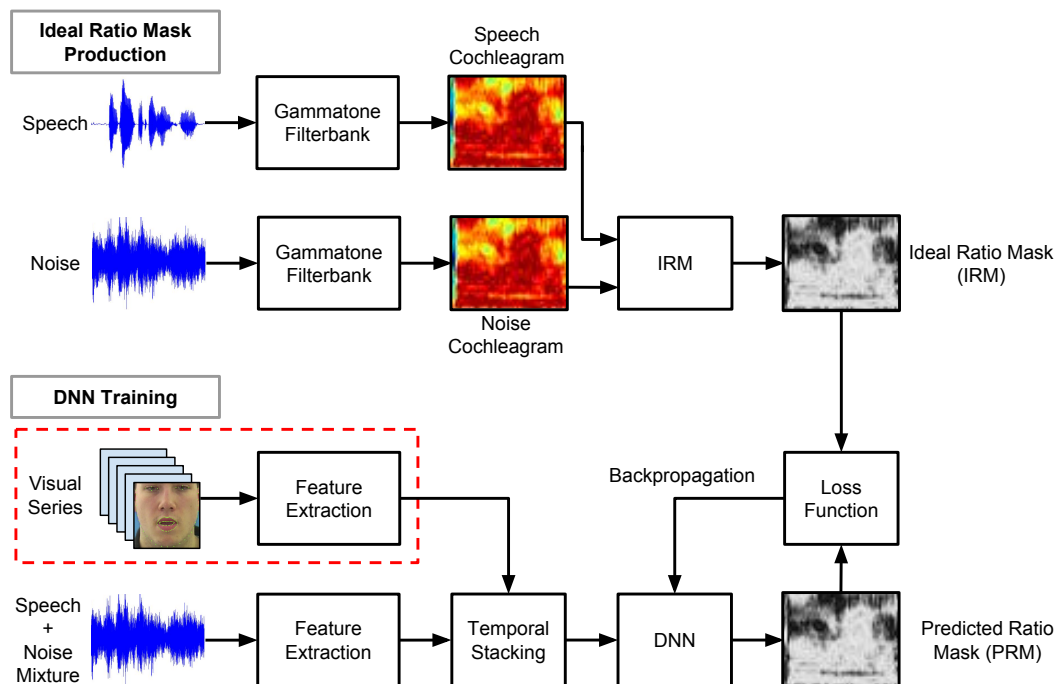 Ideal Ratio Mask
Production
Speech
Gammatone
Filterbank
Speech
Cochleagram
Noise
Gammatone
Filterbank
Noise
Cochleagram
IRM
Ideal Ratio Mask
(IRM)
DNN Training
Visual
Series
Feature
Extraction
Backpropagation
Loss
Function
Speech
+
Noise
Mixture
Feature
Extraction
Temporal
Stacking
DNN
Predicted Ratio
Mask (PRM)